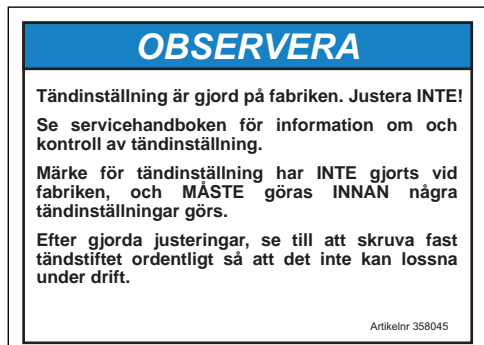 OBSERVERA
Tändinställning är gjord på fabriken. Justera INTE!
Se servicehandboken för information om och
kontroll av tändinställning.
Märke för tändinställning har INTE gjorts vid
fabriken, och MÅSTE göras INNAN några
tändinställningar görs.
Efter gjorda justeringar, se till att skruva fast
tändstiftet ordentligt så att det inte kan lossna
under drift.
Artikelnr 358045